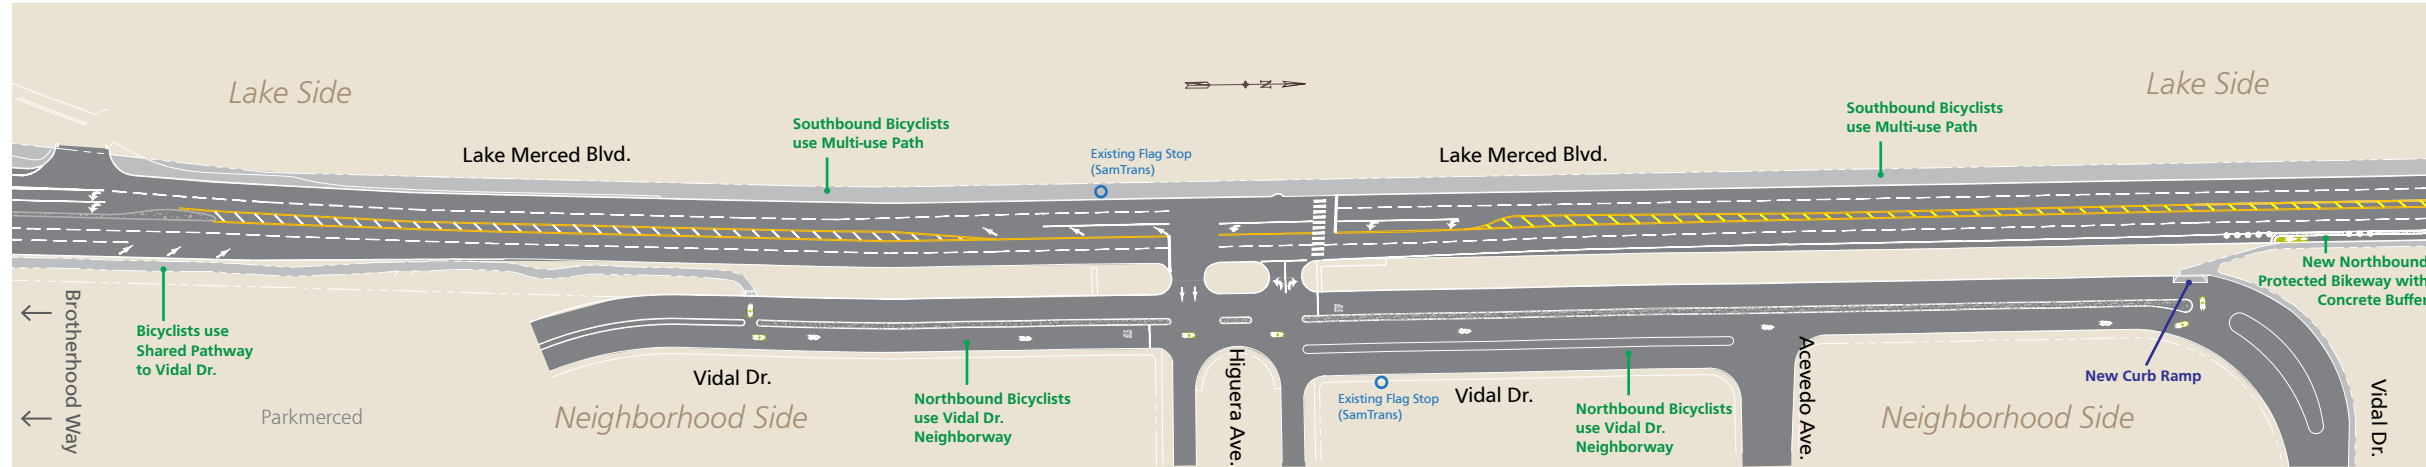 Lake Side
Lake Side
N
Southbound Bicyclists
use Multi-use Path
Southbound Bicyclists
use Multi-use Path
Lake Merced Blvd.
Existing Flag Stop
(SamTrans)
Lake Merced Blvd.
New Northbound
Protected Bikeway with
Concrete Buffer
Brotherhood Way
Bicyclists use
Shared Pathway
to Vidal Dr.
Parkmerced
Vidal Dr.
Neighborhood Side
Northbound Bicyclists
use Vidal Dr.
Neighborway
Higuera Ave.
Existing Flag Stop
(SamTrans)
Vidal Dr.
Northbound Bicyclists
use Vidal Dr.
Neighborway
Acevedo Ave.
New Curb Ramp
Neighborhood Side
Vidal Dr.